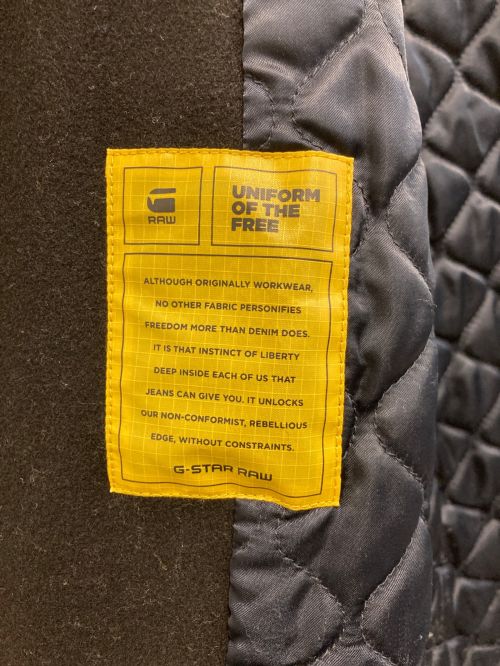 RAW
UNIFORM
OF THE
FREE
ALTHOUGH ORIGINALLY WORKWEAR,
NO OTHER FABRIC PERSONIFIES
FREEDOM MORE THAN DENIM DOES.
IT IS THAT INSTINCT OF LIBERTY
DEEP INSIDE EACH OF US THAT
JEANS CAN GIVE YOU. IT UNLOCKS
OUR NON-CONFORMIST, REBELLIOUS
EDGE, WITHOUT CONSTRAINTS.
G-STAR RAW